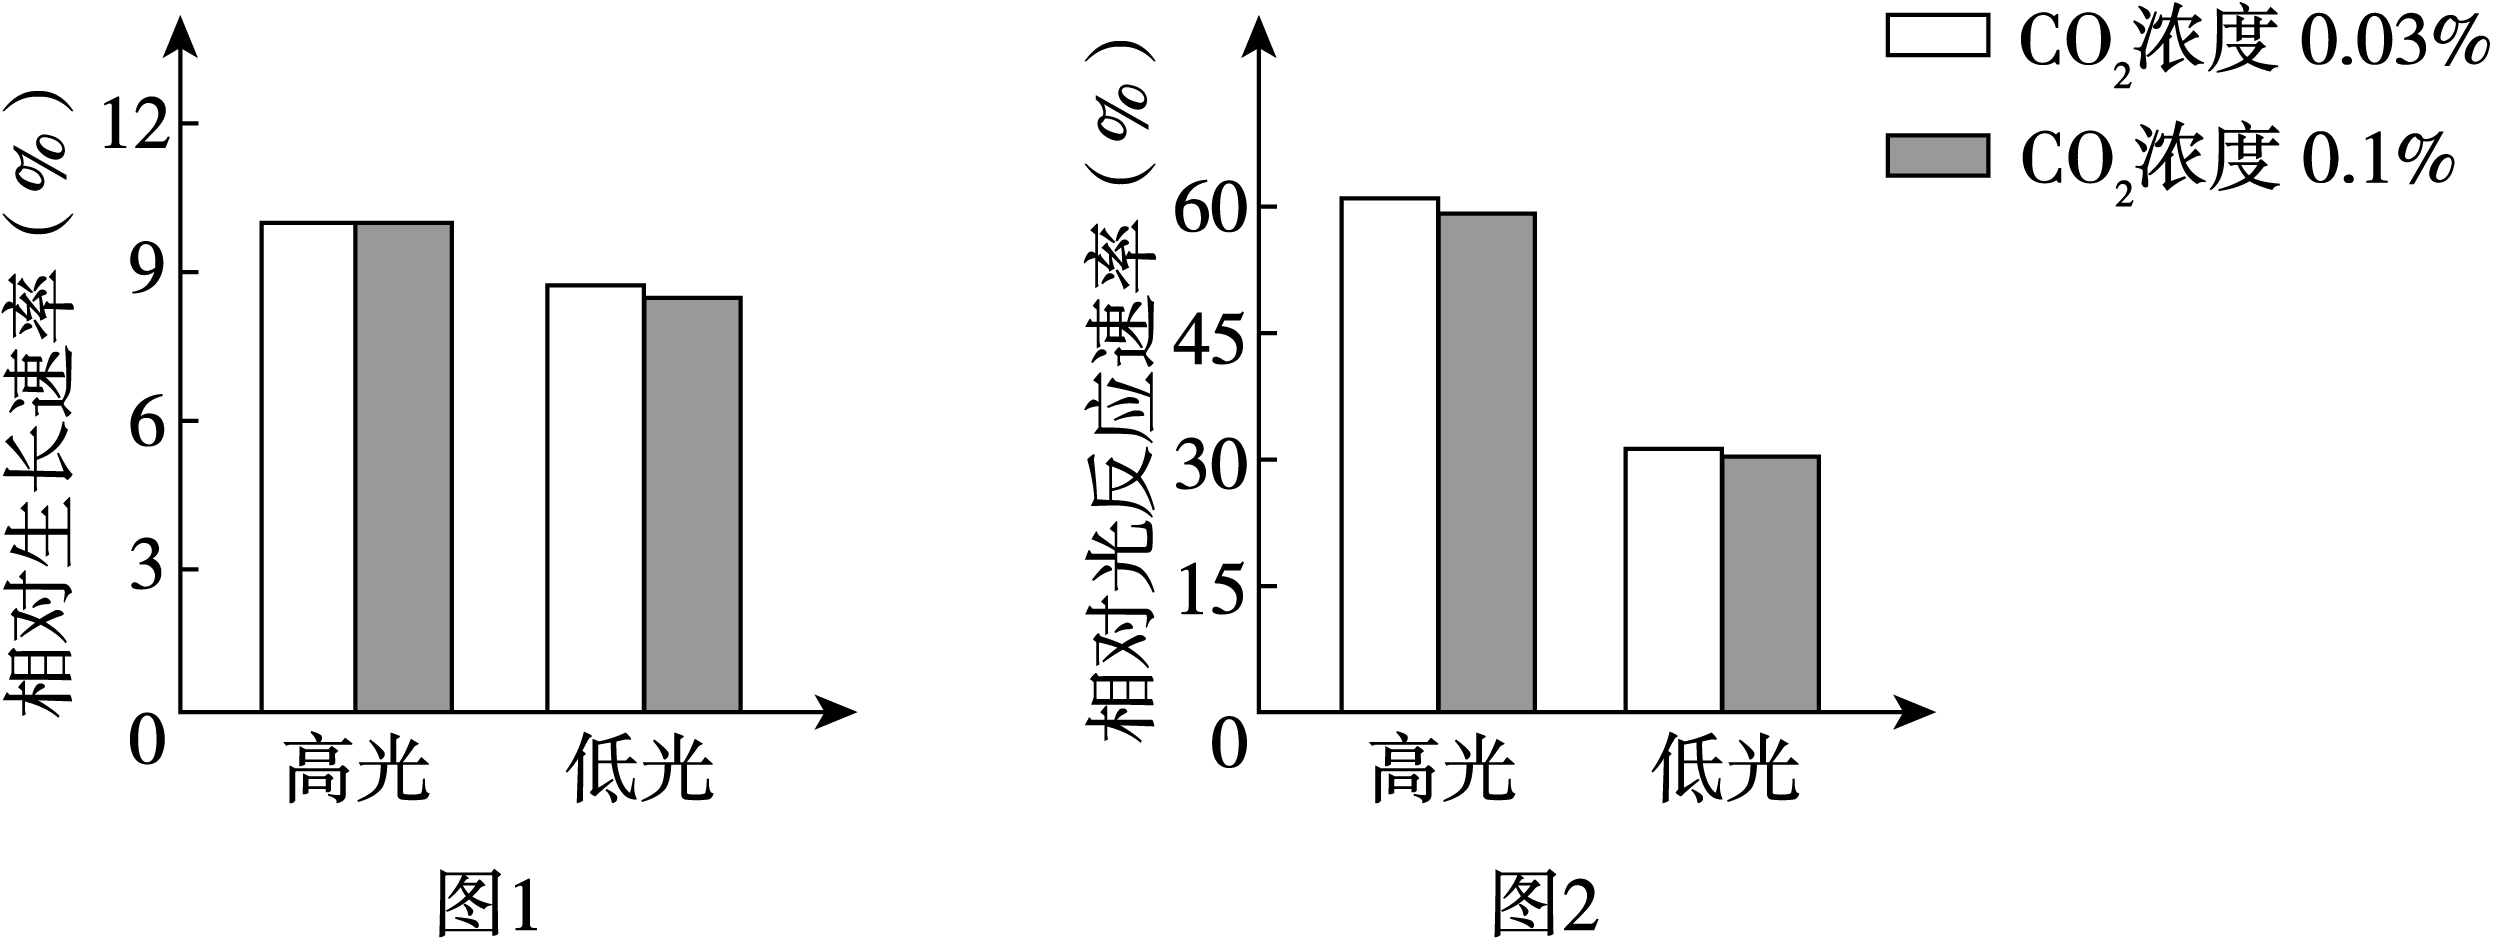 CO₂浓度 0.03%
CO₂浓度 0.1%
相对生长速率（%）
12
9
6
3
0
高光 低光
图1
相对光反应速率（%）
60
45
30
15
0
高光 低光
图2